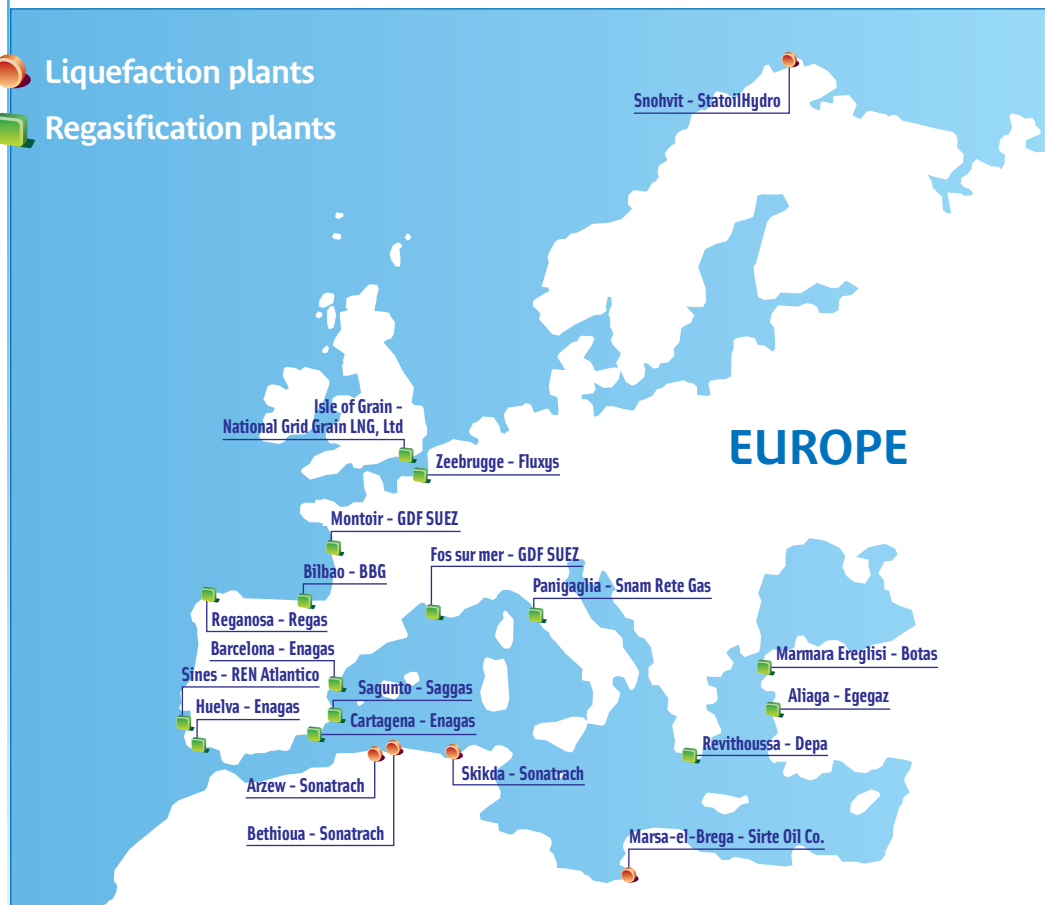 Liquefaction plants
Regasification plants
Snohvit - StatoilHydro
Isle of Grain -
National Grid Grain LNG, Ltd
EUROPE
Zeebrugge - Fluxys
Montoir - GDF SUEZ
Fos sur mer - GDF SUEZ
Bilbao - BBG
Panigaglia - Snam Rete Gas
Reganosa - Regas
Barcelona - Enagas
Marmara Ereglisi - Botas
Sines - REN Atlantico
Sagunto - Saggas
Aliaga - Egegaz
Huelva - Enagas
Cartagena - Enagas
Revithoussa - Depa
Skikda - Sonatrach
Arzew - Sonatrach
Bethioua - Sonatrach
Marsa-el-Brega - Sirte Oil Co.